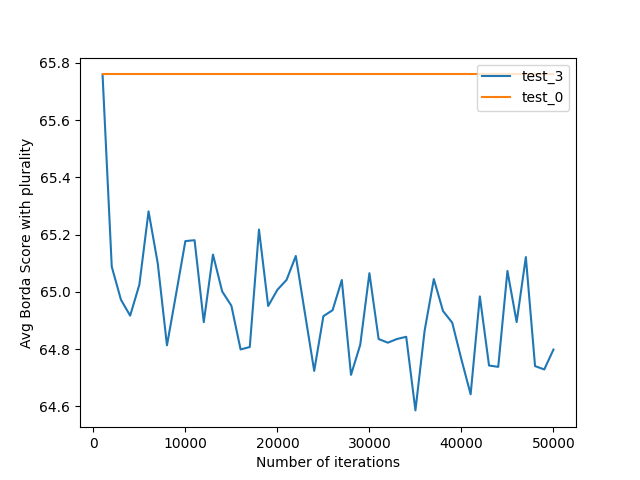 65.8
65.6
65.4
65.2
65.0
64.8
64.6
Avg Borda Score with plurality
test_3
test_0
0 10000 20000 30000 40000 50000
Number of iterations